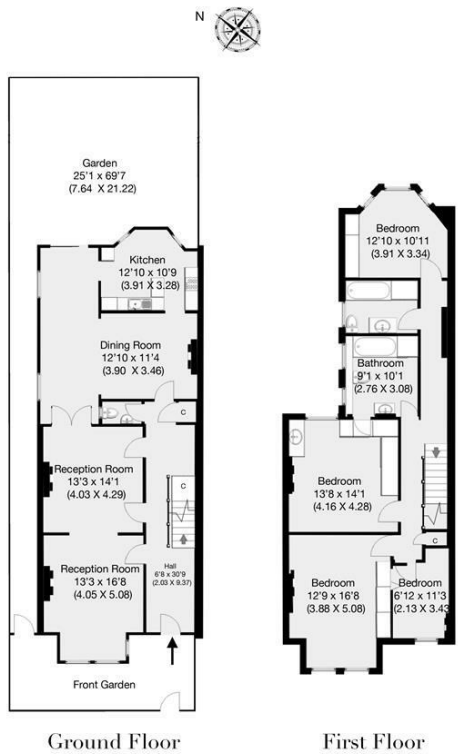 N
Garden
25'1 x 69'7
(7.64 X 21.22)
Kitchen
12'10 x 10'9
(3.91 X 3.28)
Dining Room
12'10 x 11'4
(3.90 X 3.46)
C
Reception Room
13'3 x 14'1
(4.03 X 4.29)
C
Reception Room
13'3 x 16'8
(4.05 X 5.08)
Hall
6'8 x 30'9
(2.03 X 9.37)
Front Garden
Ground Floor
Bedroom
12'10 x 10'11
(3.91 X 3.34)
Bathroom
9'1 x 10'1
(2.76 X 3.08)
Bedroom
13'8 x 14'1
(4.16 X 4.28)
C
Bedroom
12'9 x 16'8
(3.88 X 5.08)
Bedroom
6'12 x 11'3
(2.13 X 3.43
First Floor